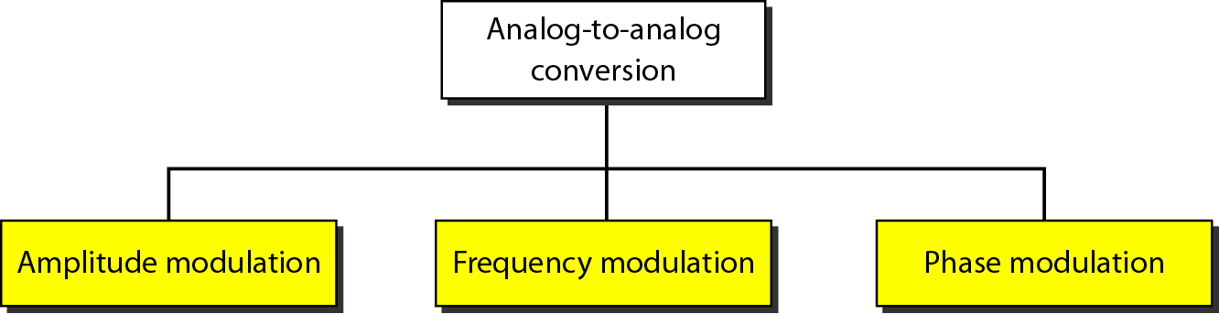 Analog-to-analog
conversion
Amplitude modulation
Frequency modulation
Phase modulation